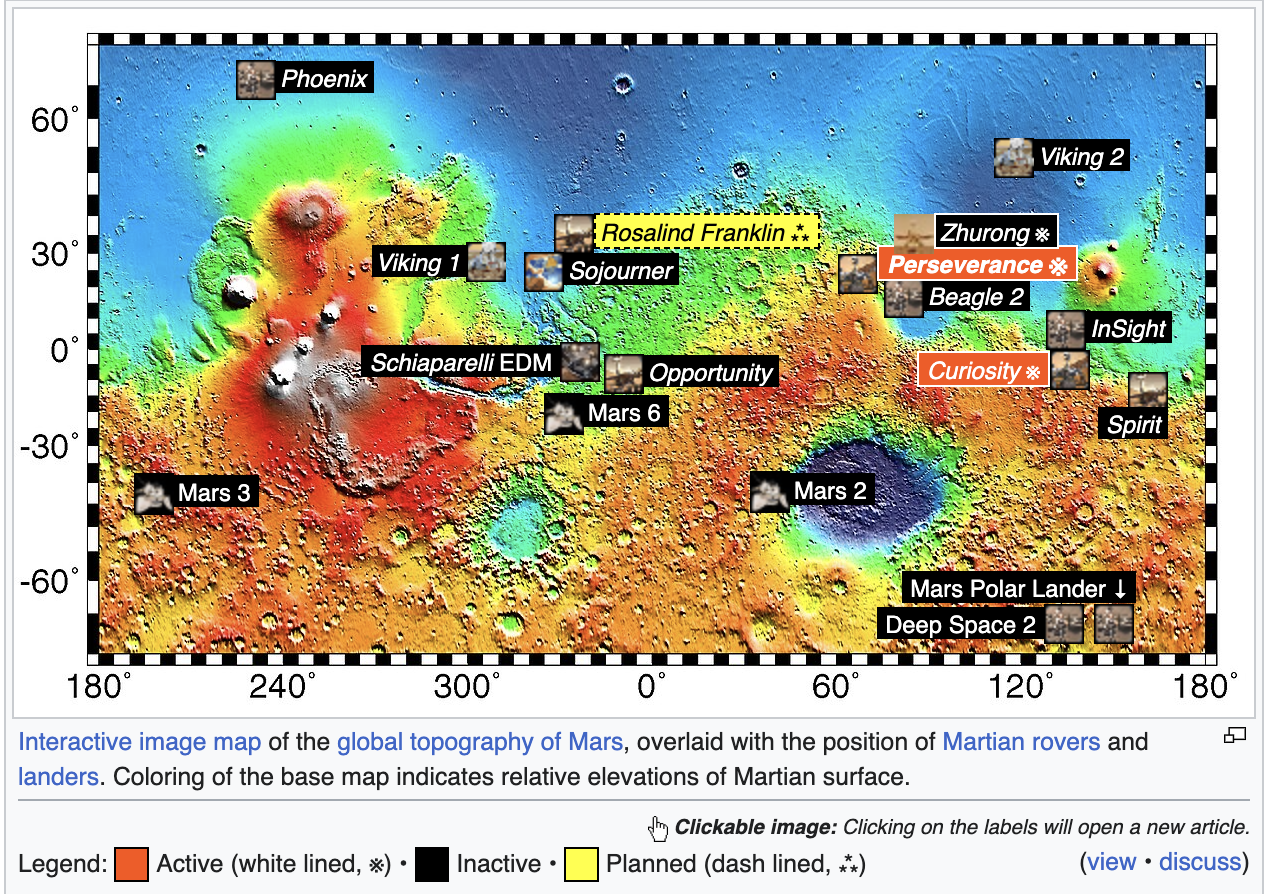 Phoenix
60°
Viking 2
Rosalind Franklin ⁂
Zhurong ※
30°
Viking 1
Sojourner
Perseverance ※
Beagle 2
InSight
0°
Schiaparelli EDM
Opportunity
Curiosity ※
Mars 6
Spirit
-30°
Mars 3
Mars 2
-60°
Mars Polar Lander ↓
Deep Space 2
180° 240° 300° 0° 60° 120° 180°
Interactive image map of the global topography of Mars, overlaid with the position of Martian rovers and
landers. Coloring of the base map indicates relative elevations of Martian surface.
Clickable image: Clicking on the labels will open a new article.
Legend: Active (white lined, ※) • Inactive • Planned (dash lined, ⁂) (view • discuss)